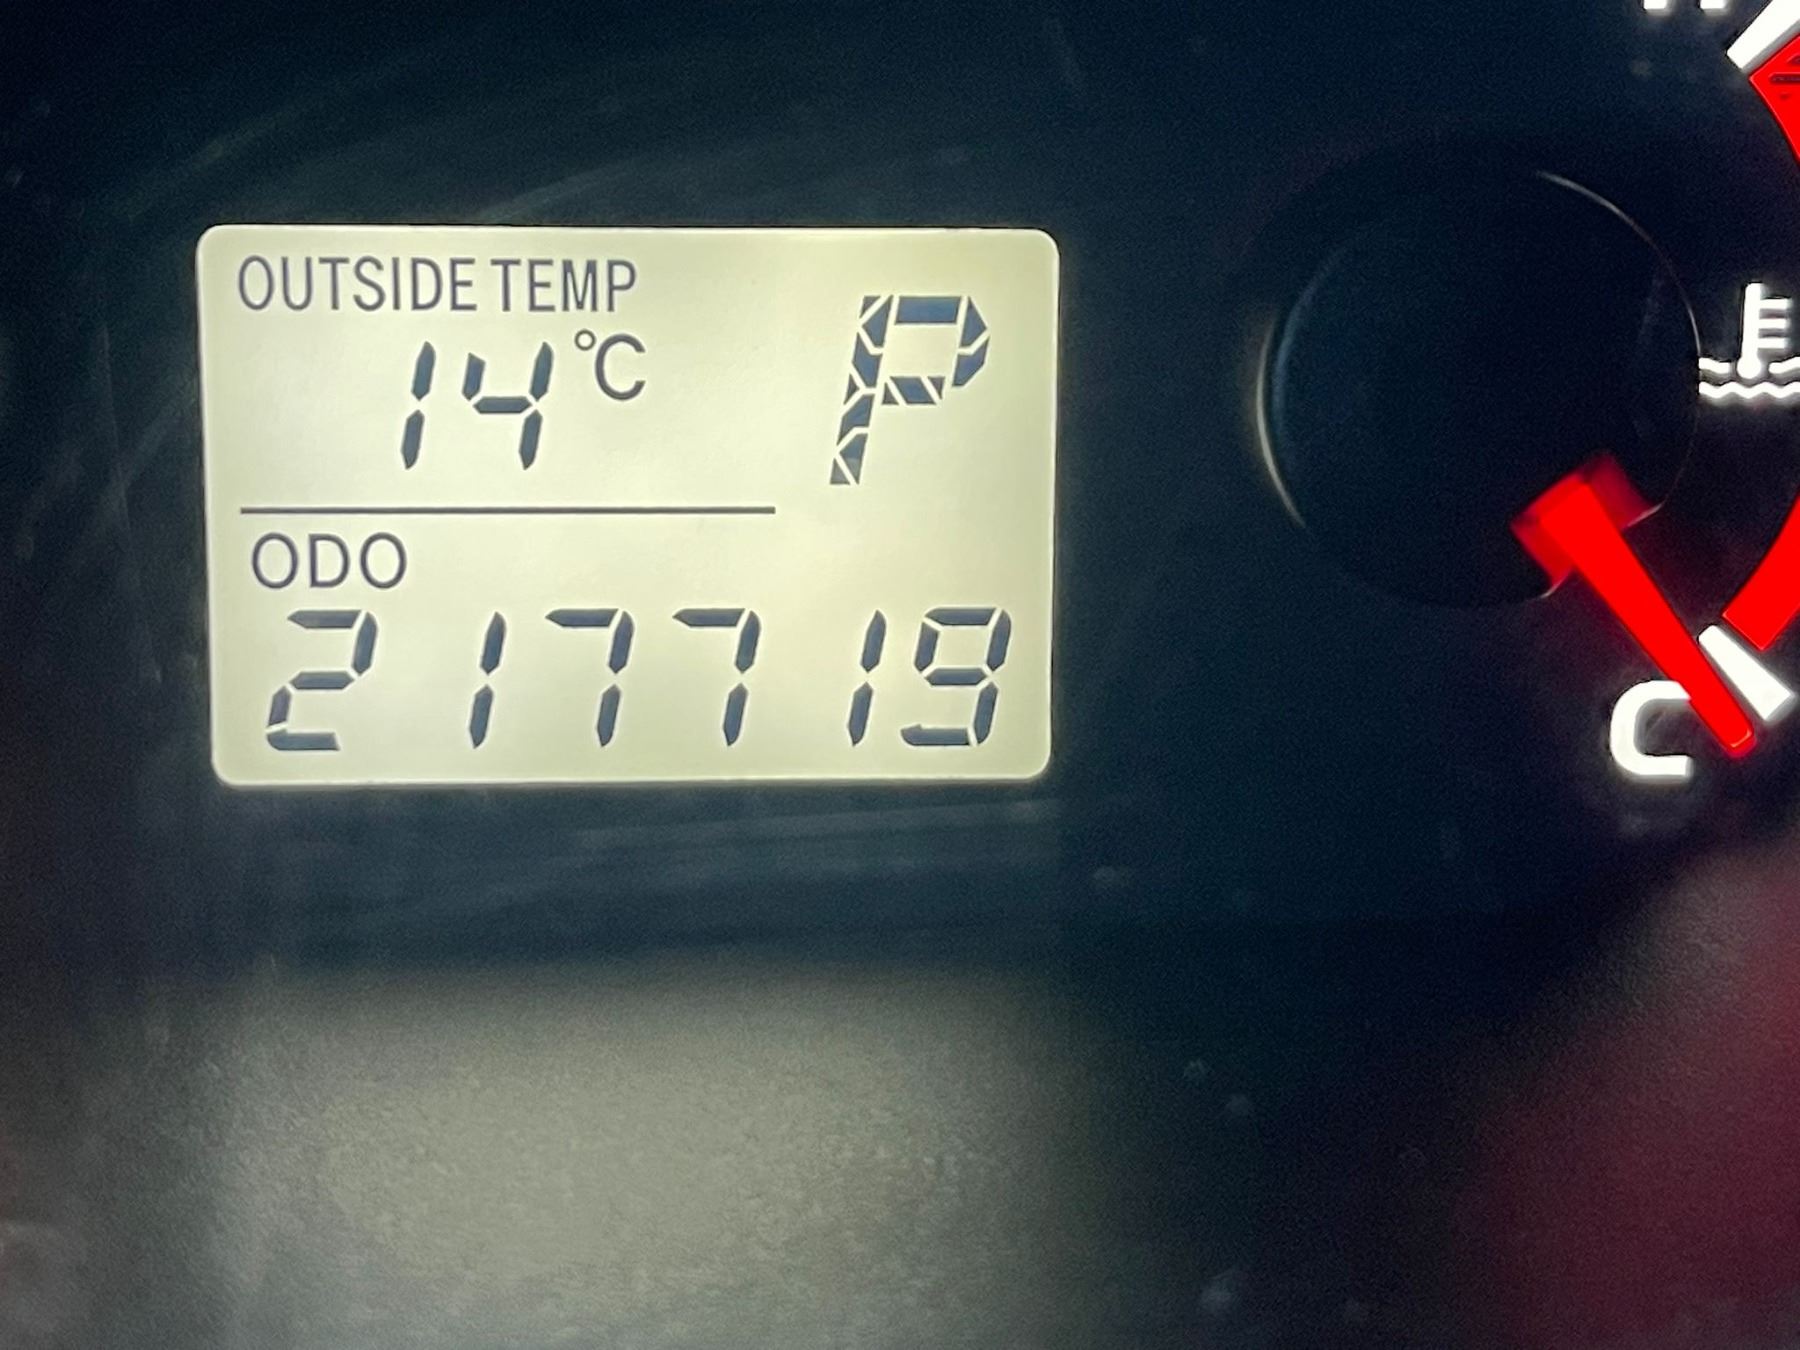 OUTSIDE TEMP
14°C
P
ODO
217719
C